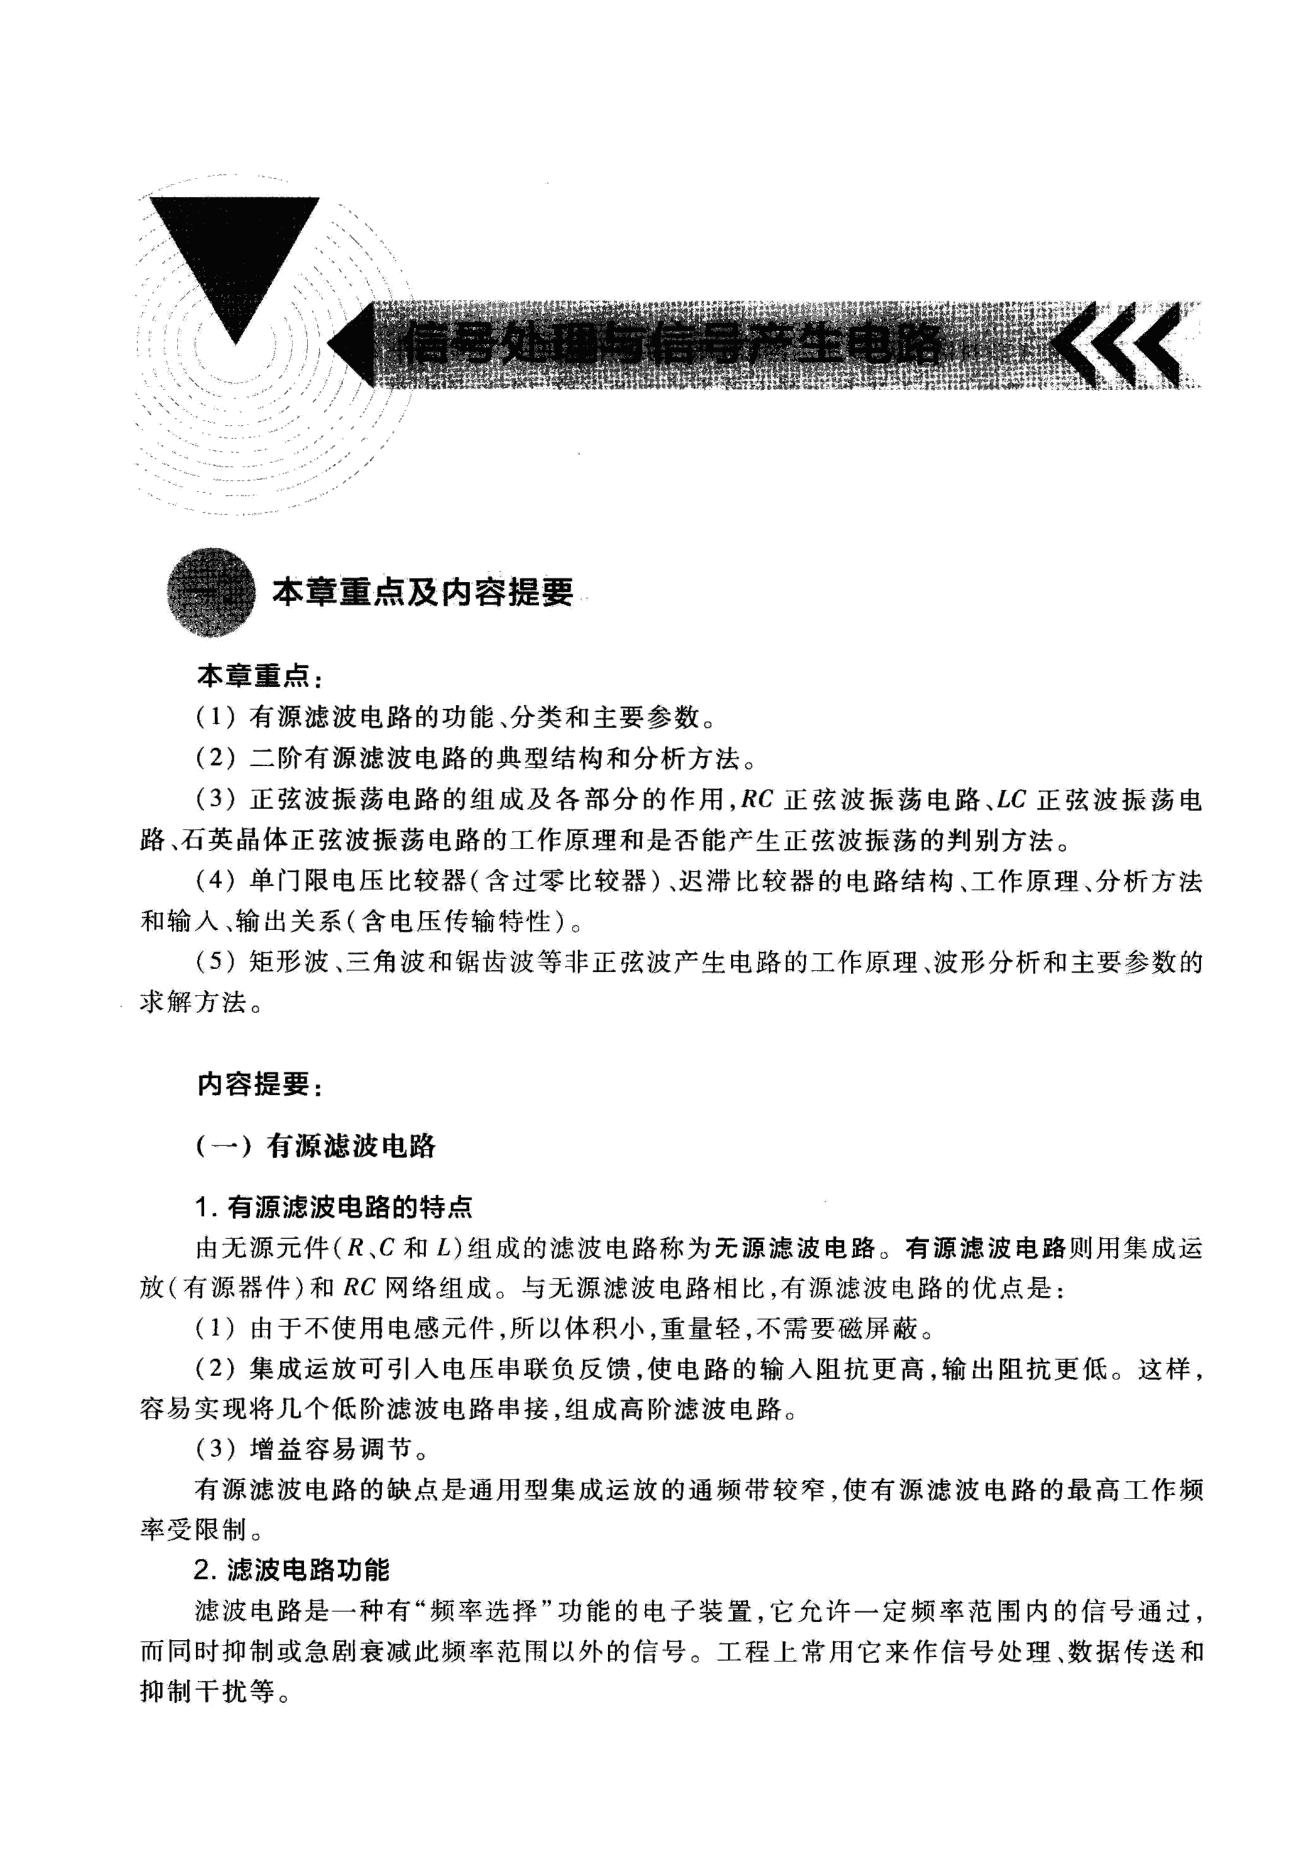 信号处理与信号产生电路
一、
本章重点及内容提要
本章重点：
(1) 有源滤波电路的功能、分类和主要参数。
(2) 二阶有源滤波电路的典型结构和分析方法。
(3) 正弦波振荡电路的组成及各部分的作用，RC 正弦波振荡电路、LC 正弦波振荡电
路、石英晶体正弦波振荡电路的工作原理和是否能产生正弦波振荡的判别方法。
(4) 单门限电压比较器(含过零比较器)、迟滞比较器的电路结构、工作原理、分析方法
和输入、输出关系(含电压传输特性)。
(5) 矩形波、三角波和锯齿波等非正弦波产生电路的工作原理、波形分析和主要参数的
求解方法。
内容提要：
(一) 有源滤波电路
1. 有源滤波电路的特点
由无源元件(R、C 和 L)组成的滤波电路称为无源滤波电路。有源滤波电路则用集成运
放(有源器件)和 RC 网络组成。与无源滤波电路相比，有源滤波电路的优点是：
(1) 由于不使用电感元件，所以体积小，重量轻，不需要磁屏蔽。
(2) 集成运放可引入电压串联负反馈，使电路的输入阻抗更高，输出阻抗更低。这样，
容易实现将几个低阶滤波电路串接，组成高阶滤波电路。
(3) 增益容易调节。
有源滤波电路的缺点是通用型集成运放的通频带较窄，使有源滤波电路的最高工作频
率受限制。
2. 滤波电路功能
滤波电路是一种有“频率选择”功能的电子装置，它允许一定频率范围内的信号通过，
而同时抑制或急剧衰减此频率范围以外的信号。工程上常用它来作信号处理、数据传送和
抑制干扰等。